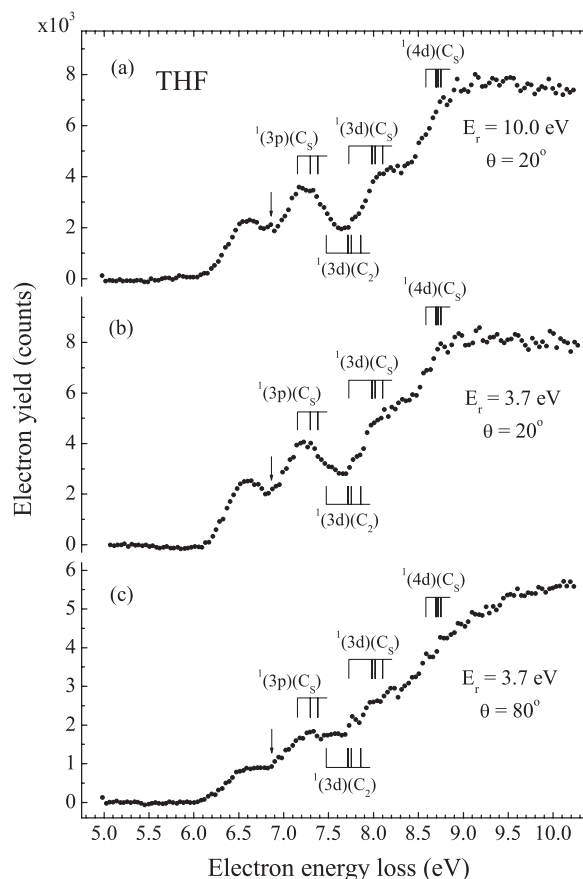 x10³
(a)
THF
¹(4d)(C_S)
8
E_r = 10.0 eV
θ = 20°
6
¹(3p)(C_S)
¹(3d)(C_S)
4
2
¹(3d)(C₂)
0
(b)
¹(4d)(C_S)
8
E_r = 3.7 eV
θ = 20°
¹(3d)(C_S)
6
¹(3p)(C_S)
4
2
¹(3d)(C₂)
0
Electron yield (counts)
6
(c)
¹(4d)(C_S)
5
E_r = 3.7 eV
θ = 80°
4
¹(3d)(C_S)
3
¹(3p)(C_S)
2
1
¹(3d)(C₂)
0
5.0 5.5 6.0 6.5 7.0 7.5 8.0 8.5 9.0 9.5 10.0
Electron energy loss (eV)